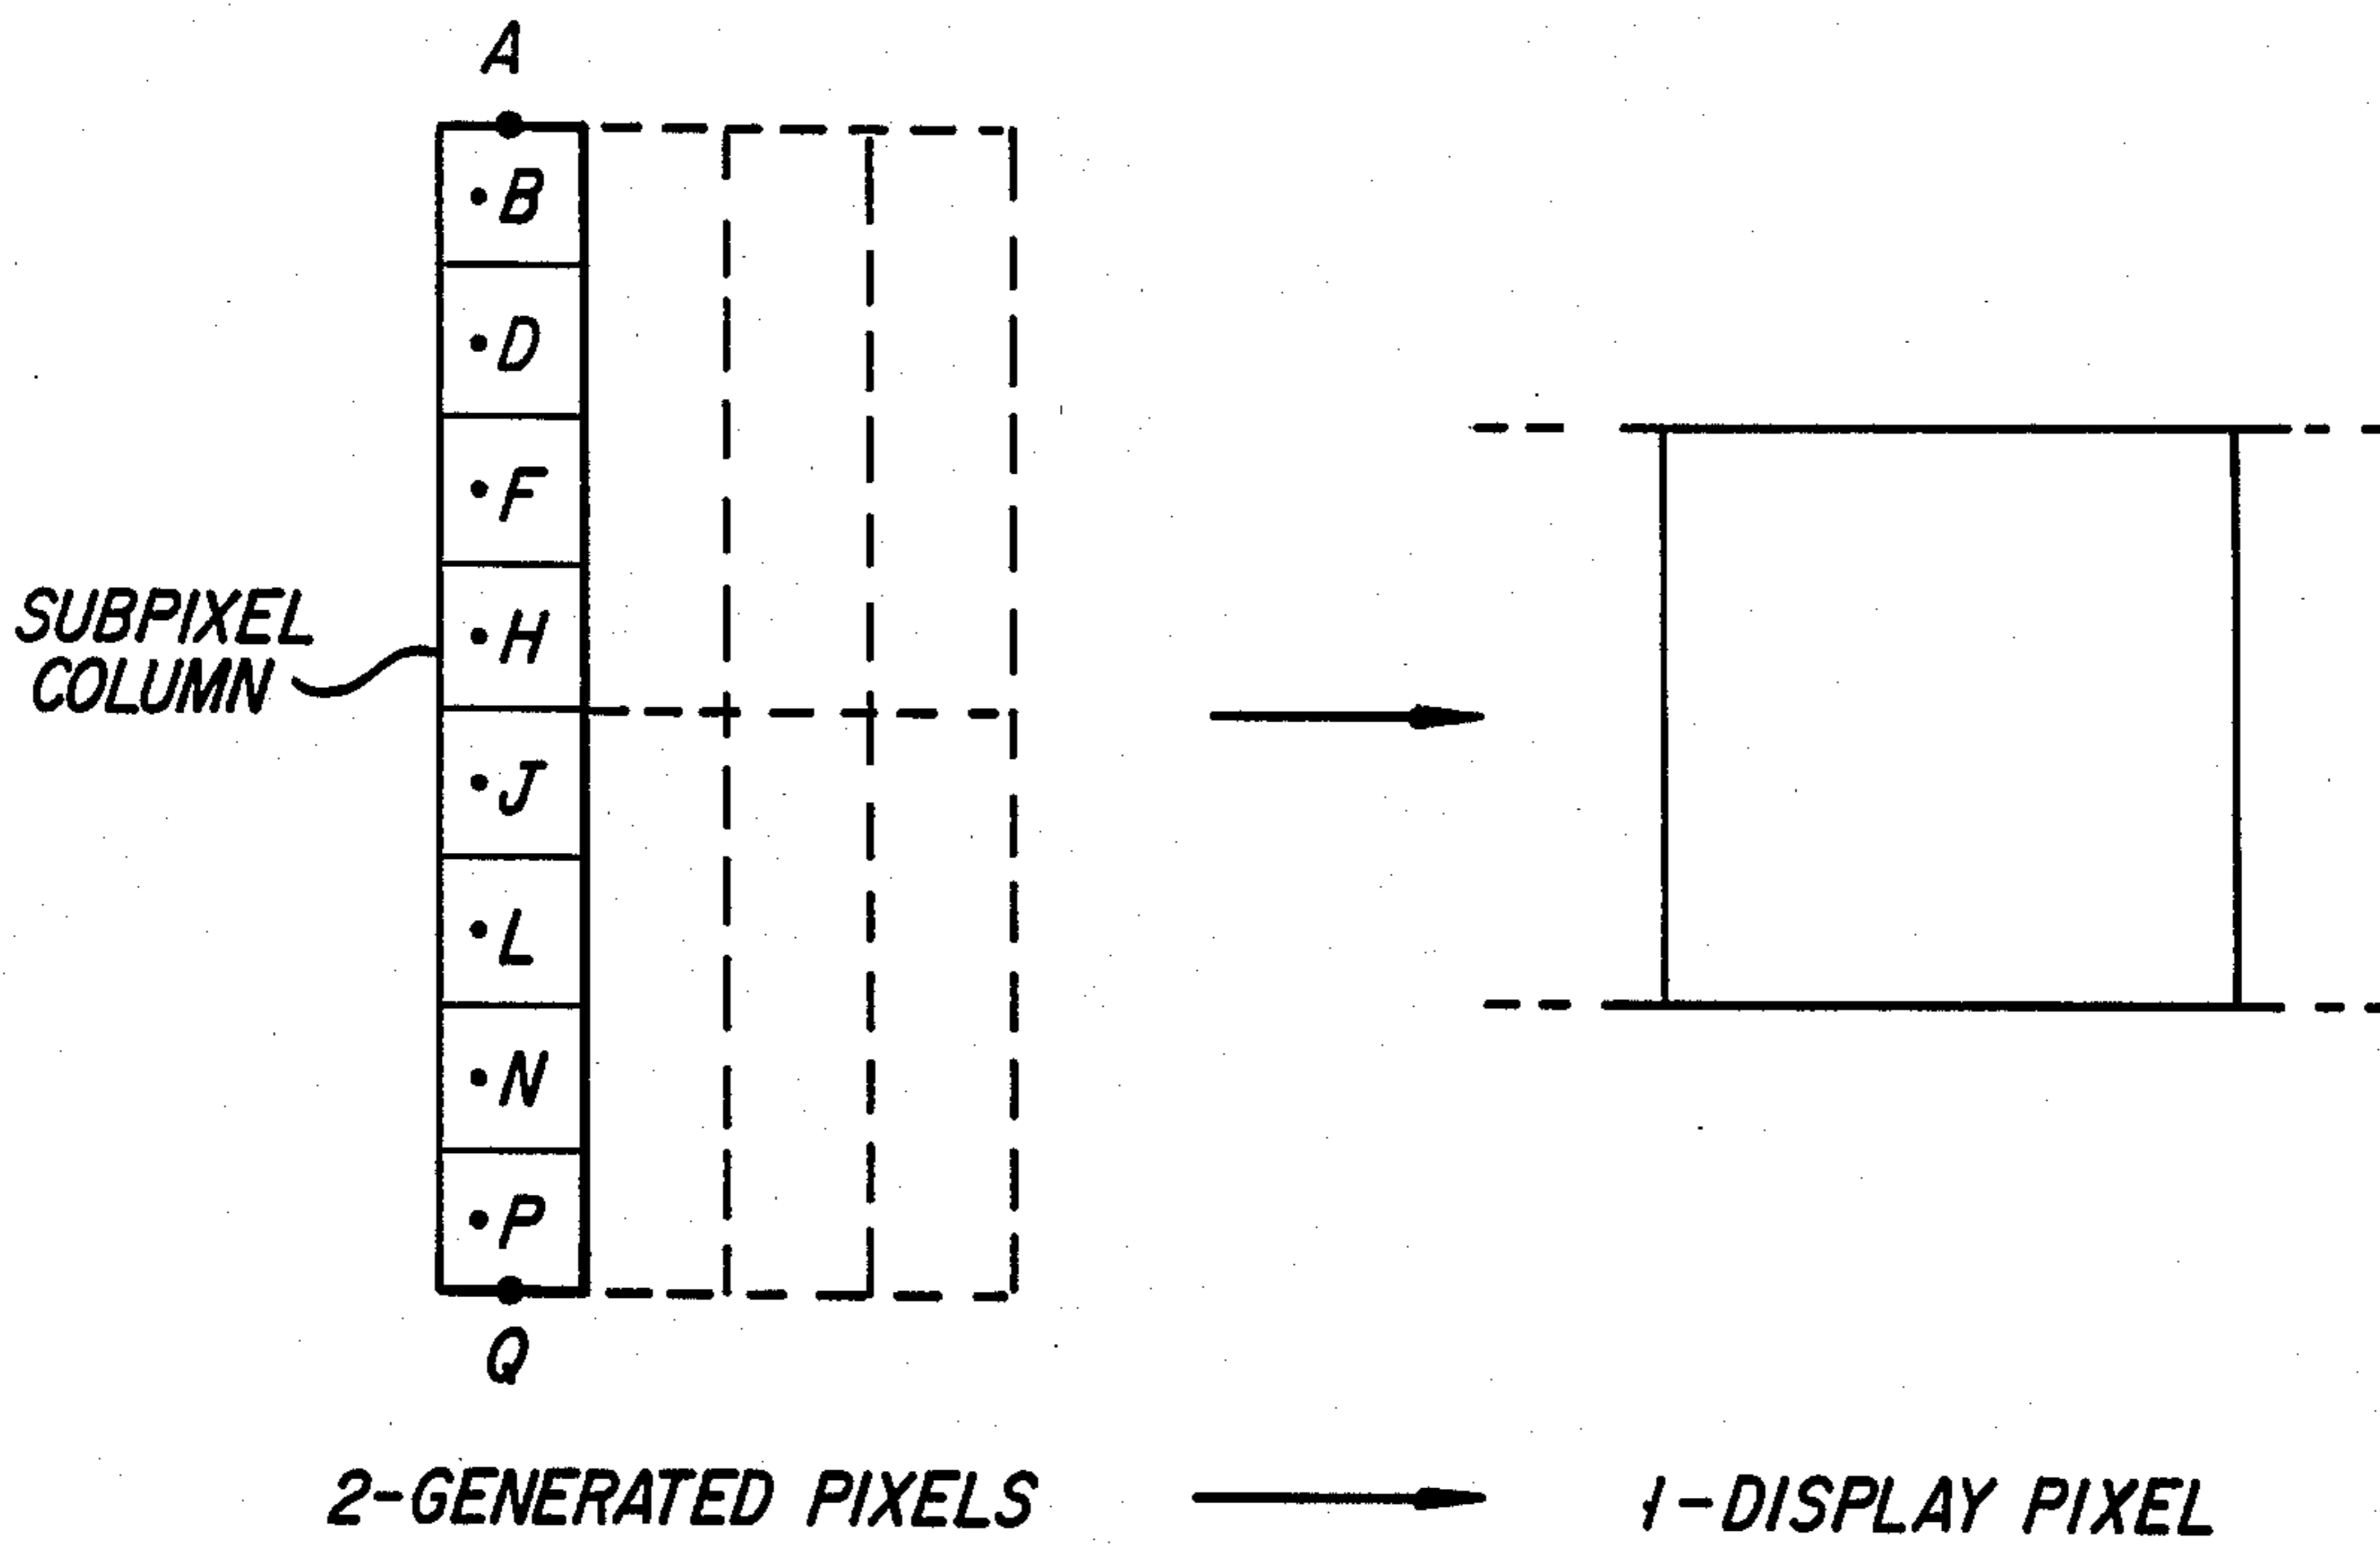 A
B
D
F
H
SUBPIXEL
COLUMN
J
L
N
P
Q
2-GENERATED PIXELS
1-DISPLAY PIXEL